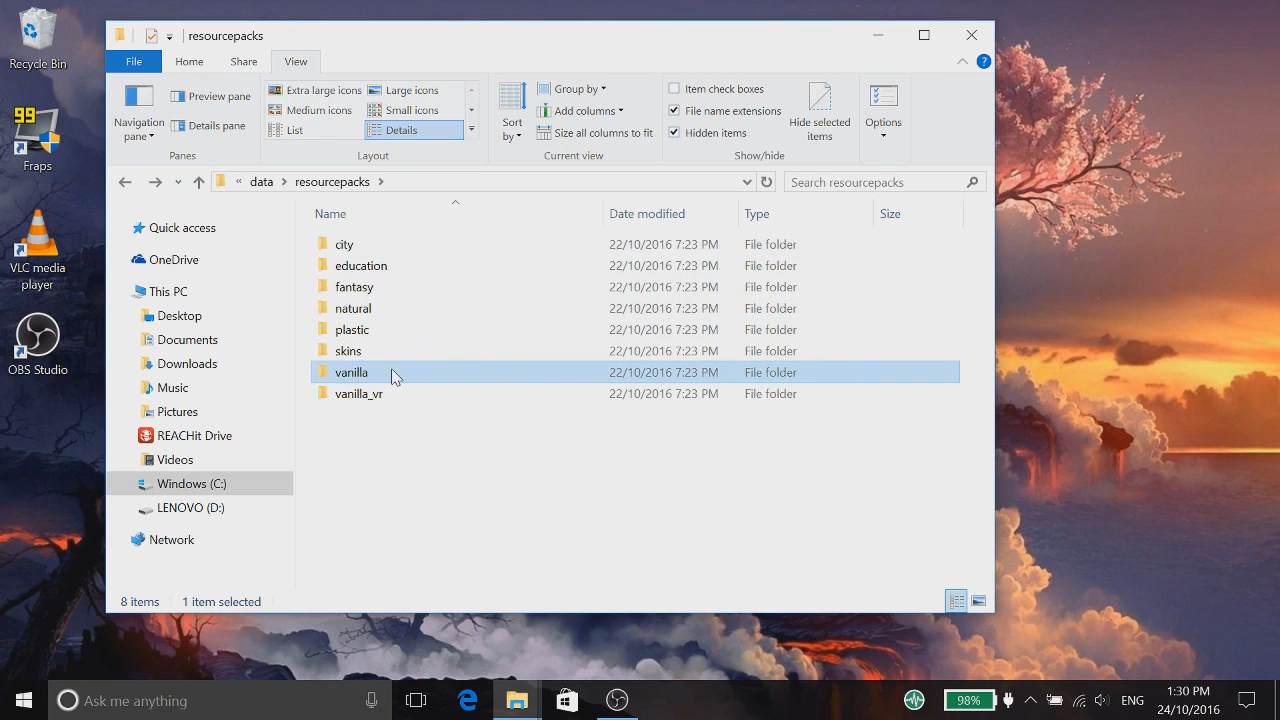 Recycle Bin
99
Fraps
VLC media
player
OBS Studio
resourcepacks
File Home Share View
Navigation
pane
Preview pane
Details pane
Panes
Extra large icons Large icons
Medium icons Small icons
List Details
Layout
Sort
by
Group by
Add columns
Size all columns to fit
Current view
Item check boxes
File name extensions
Hidden items
Hide selected
items
Show/hide
Options
« data > resourcepacks >
Search resourcepacks
Quick access
OneDrive
This PC
Desktop
Documents
Downloads
Music
Pictures
REACHit Drive
Videos
Windows (C:)
LENOVO (D:)
Network
Name Date modified Type Size
city 22/10/2016 7:23 PM File folder
education 22/10/2016 7:23 PM File folder
fantasy 22/10/2016 7:23 PM File folder
natural 22/10/2016 7:23 PM File folder
plastic 22/10/2016 7:23 PM File folder
skins 22/10/2016 7:23 PM File folder
vanilla 22/10/2016 7:23 PM File folder
vanilla_vr 22/10/2016 7:23 PM File folder
8 items 1 item selected
Ask me anything
98%
ENG
1:30 PM
24/10/2016